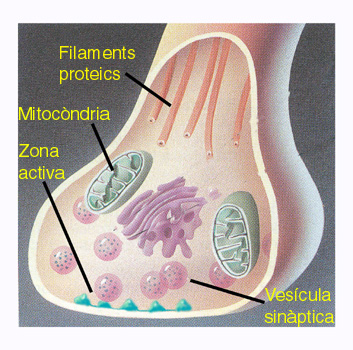 Filaments
proteics
Mitocòndria
Zona
activa
Vesícula
sinàptica